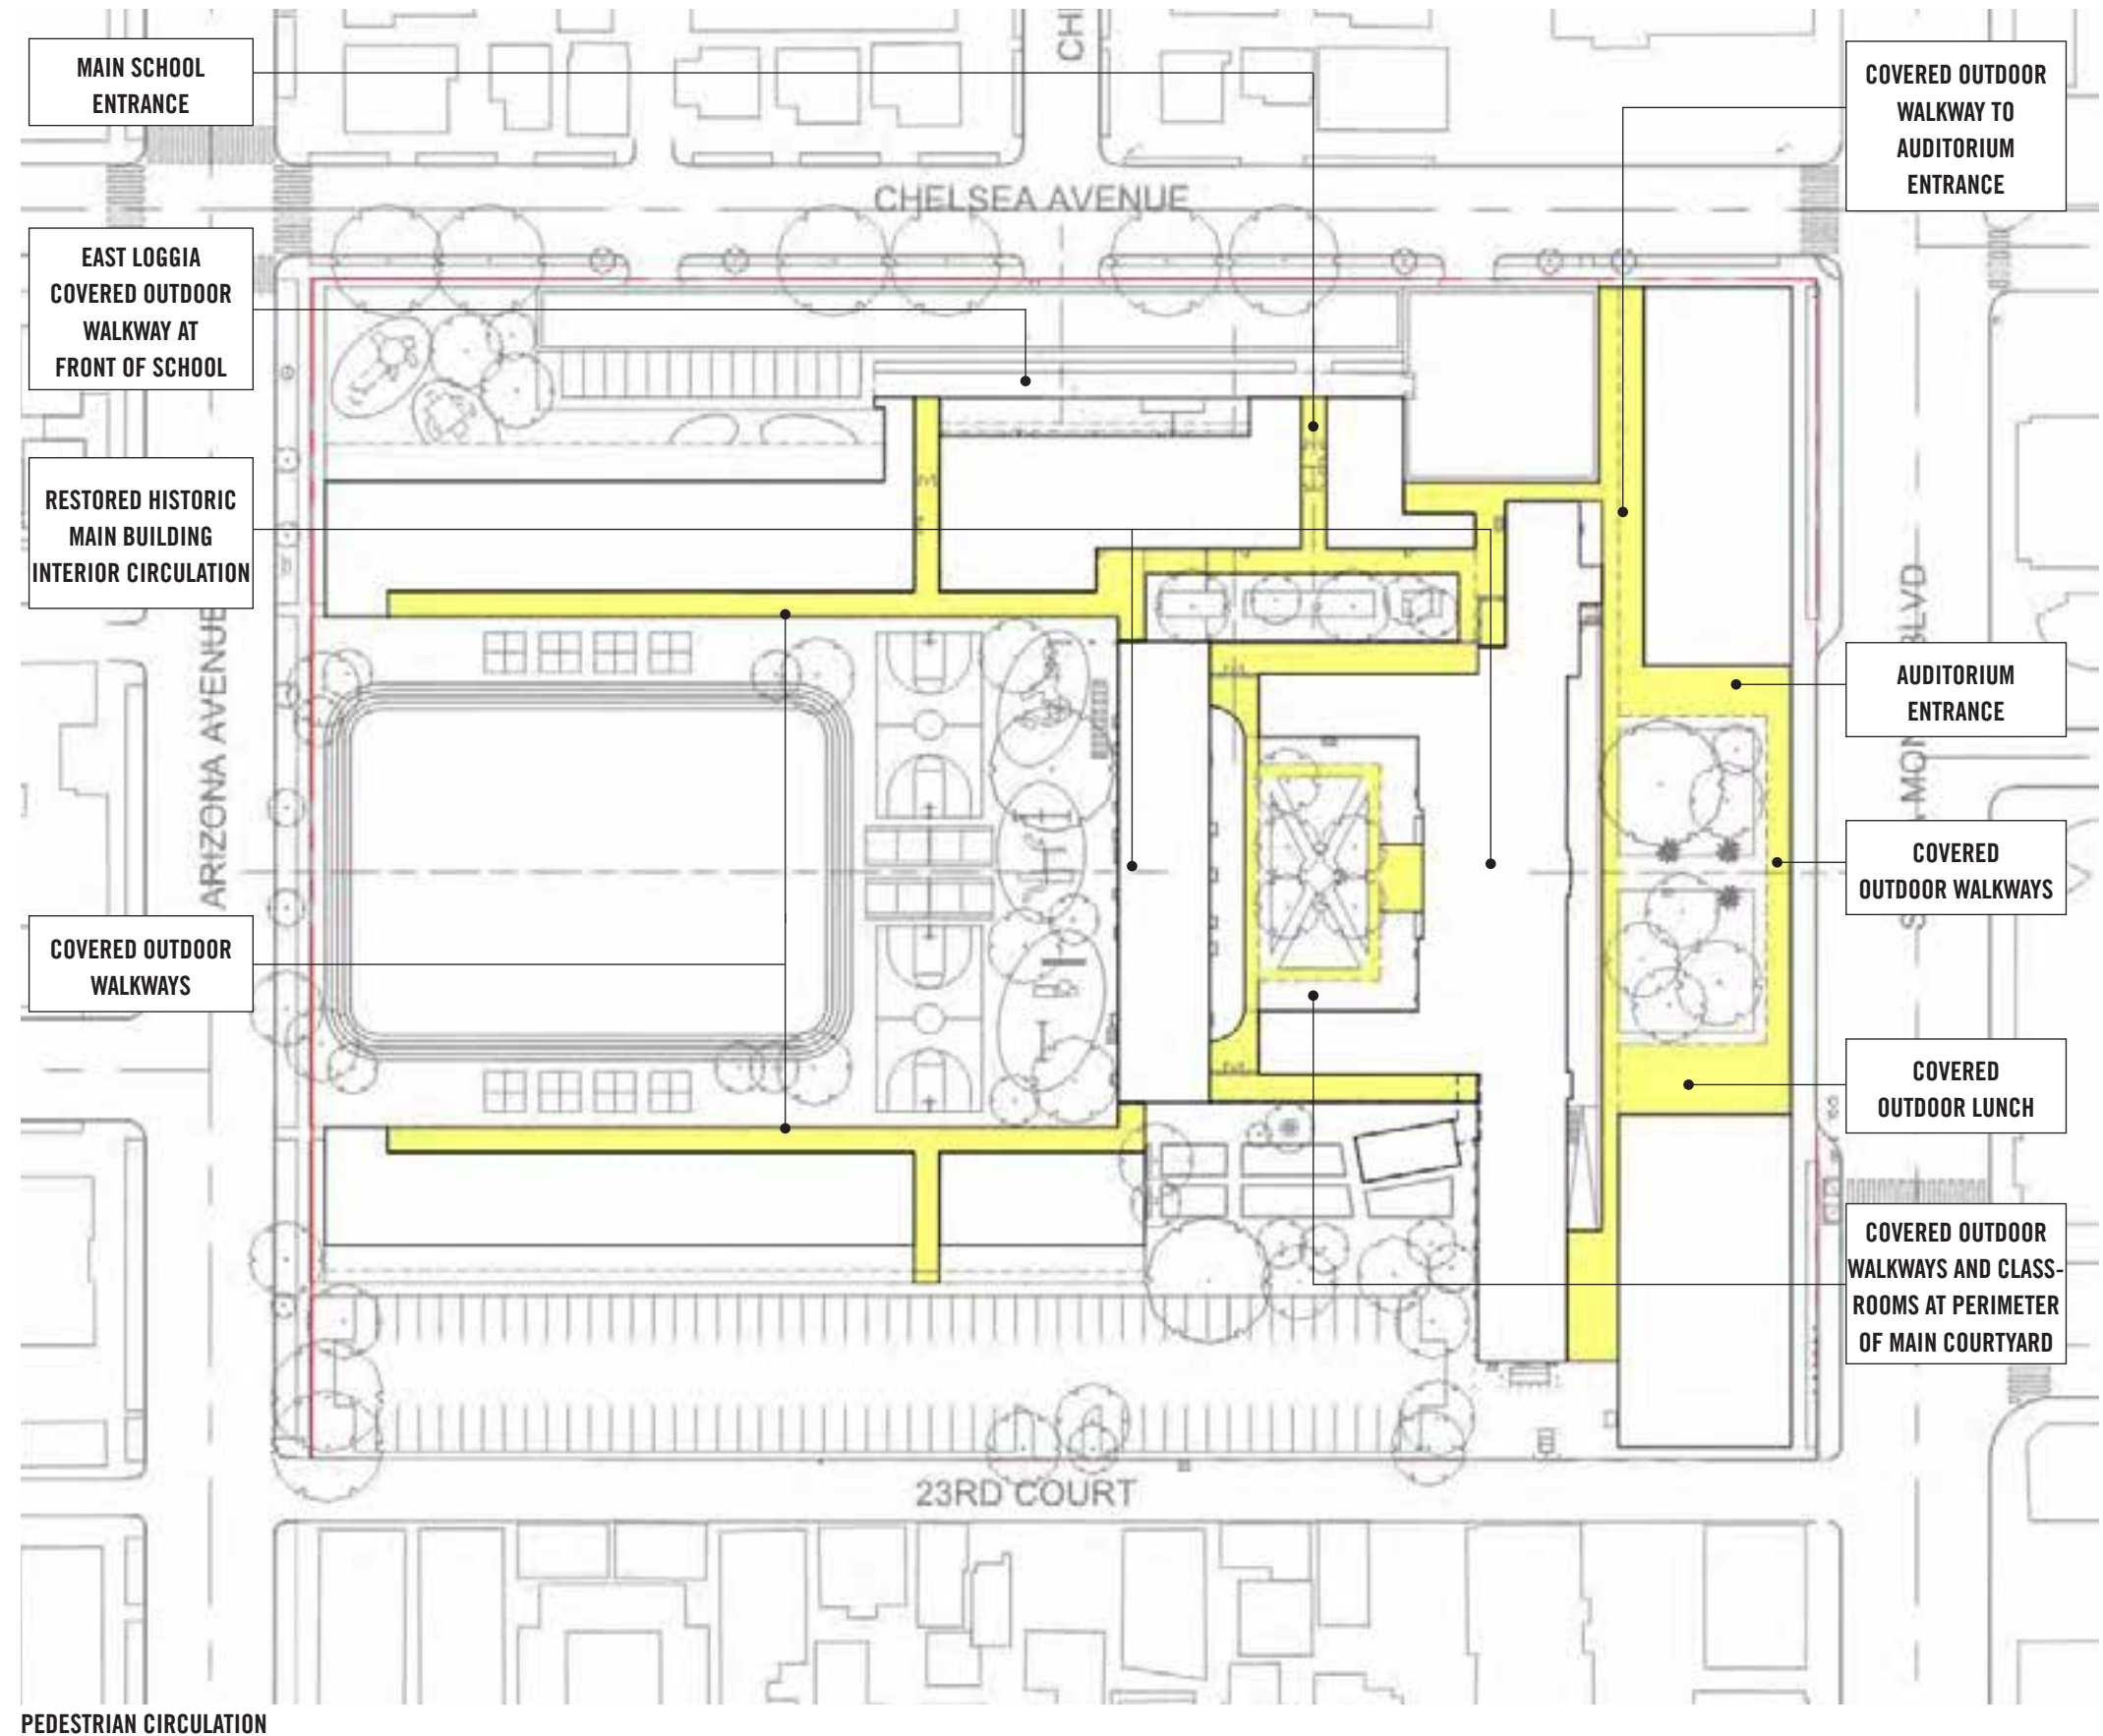 MAIN SCHOOL
ENTRANCE
EAST LOGGIA
COVERED OUTDOOR
WALKWAY AT
FRONT OF SCHOOL
RESTORED HISTORIC
MAIN BUILDING
INTERIOR CIRCULATION
COVERED OUTDOOR
WALKWAYS
CHELSEA AVENUE
ARIZONA AVENUE
23RD COURT
BLVD
COVERED OUTDOOR
WALKWAY TO
AUDITORIUM
ENTRANCE
AUDITORIUM
ENTRANCE
COVERED
OUTDOOR WALKWAYS
COVERED
OUTDOOR LUNCH
COVERED OUTDOOR
WALKWAYS AND CLASS-
ROOMS AT PERIMETER
OF MAIN COURTYARD
PEDESTRIAN CIRCULATION